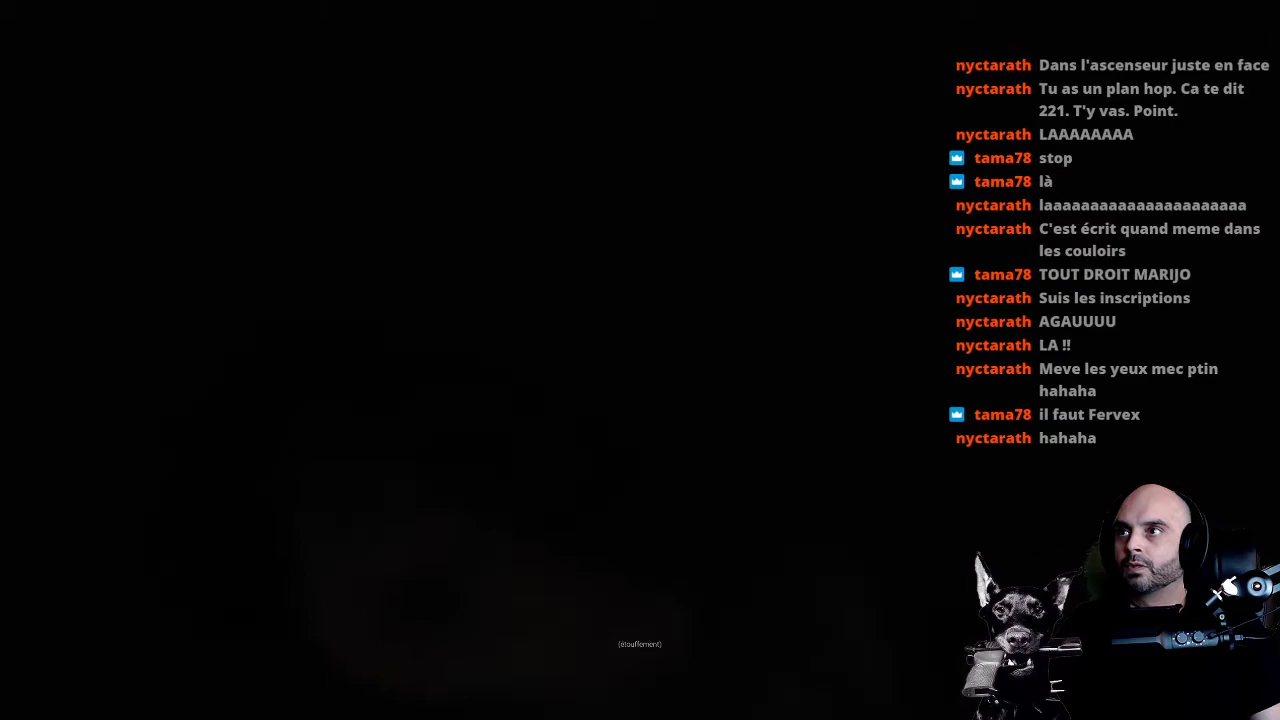 nyctarath Dans l'ascenseur juste en face
nyctarath Tu as un plan hop. Ca te dit
221. T'y vas. Point.
nyctarath LAAAAAAAA
tama78 stop
tama78 là
nyctarath laaaaaaaaaaaaaaaaaaaaaa
nyctarath C'est écrit quand meme dans
les couloirs
tama78 TOUT DROIT MARIJO
nyctarath Suis les inscriptions
nyctarath AGAUUUU
nyctarath LA !!
nyctarath Meve les yeux mec ptin
hahaha
tama78 il faut Fervex
nyctarath hahaha
(étouffement)